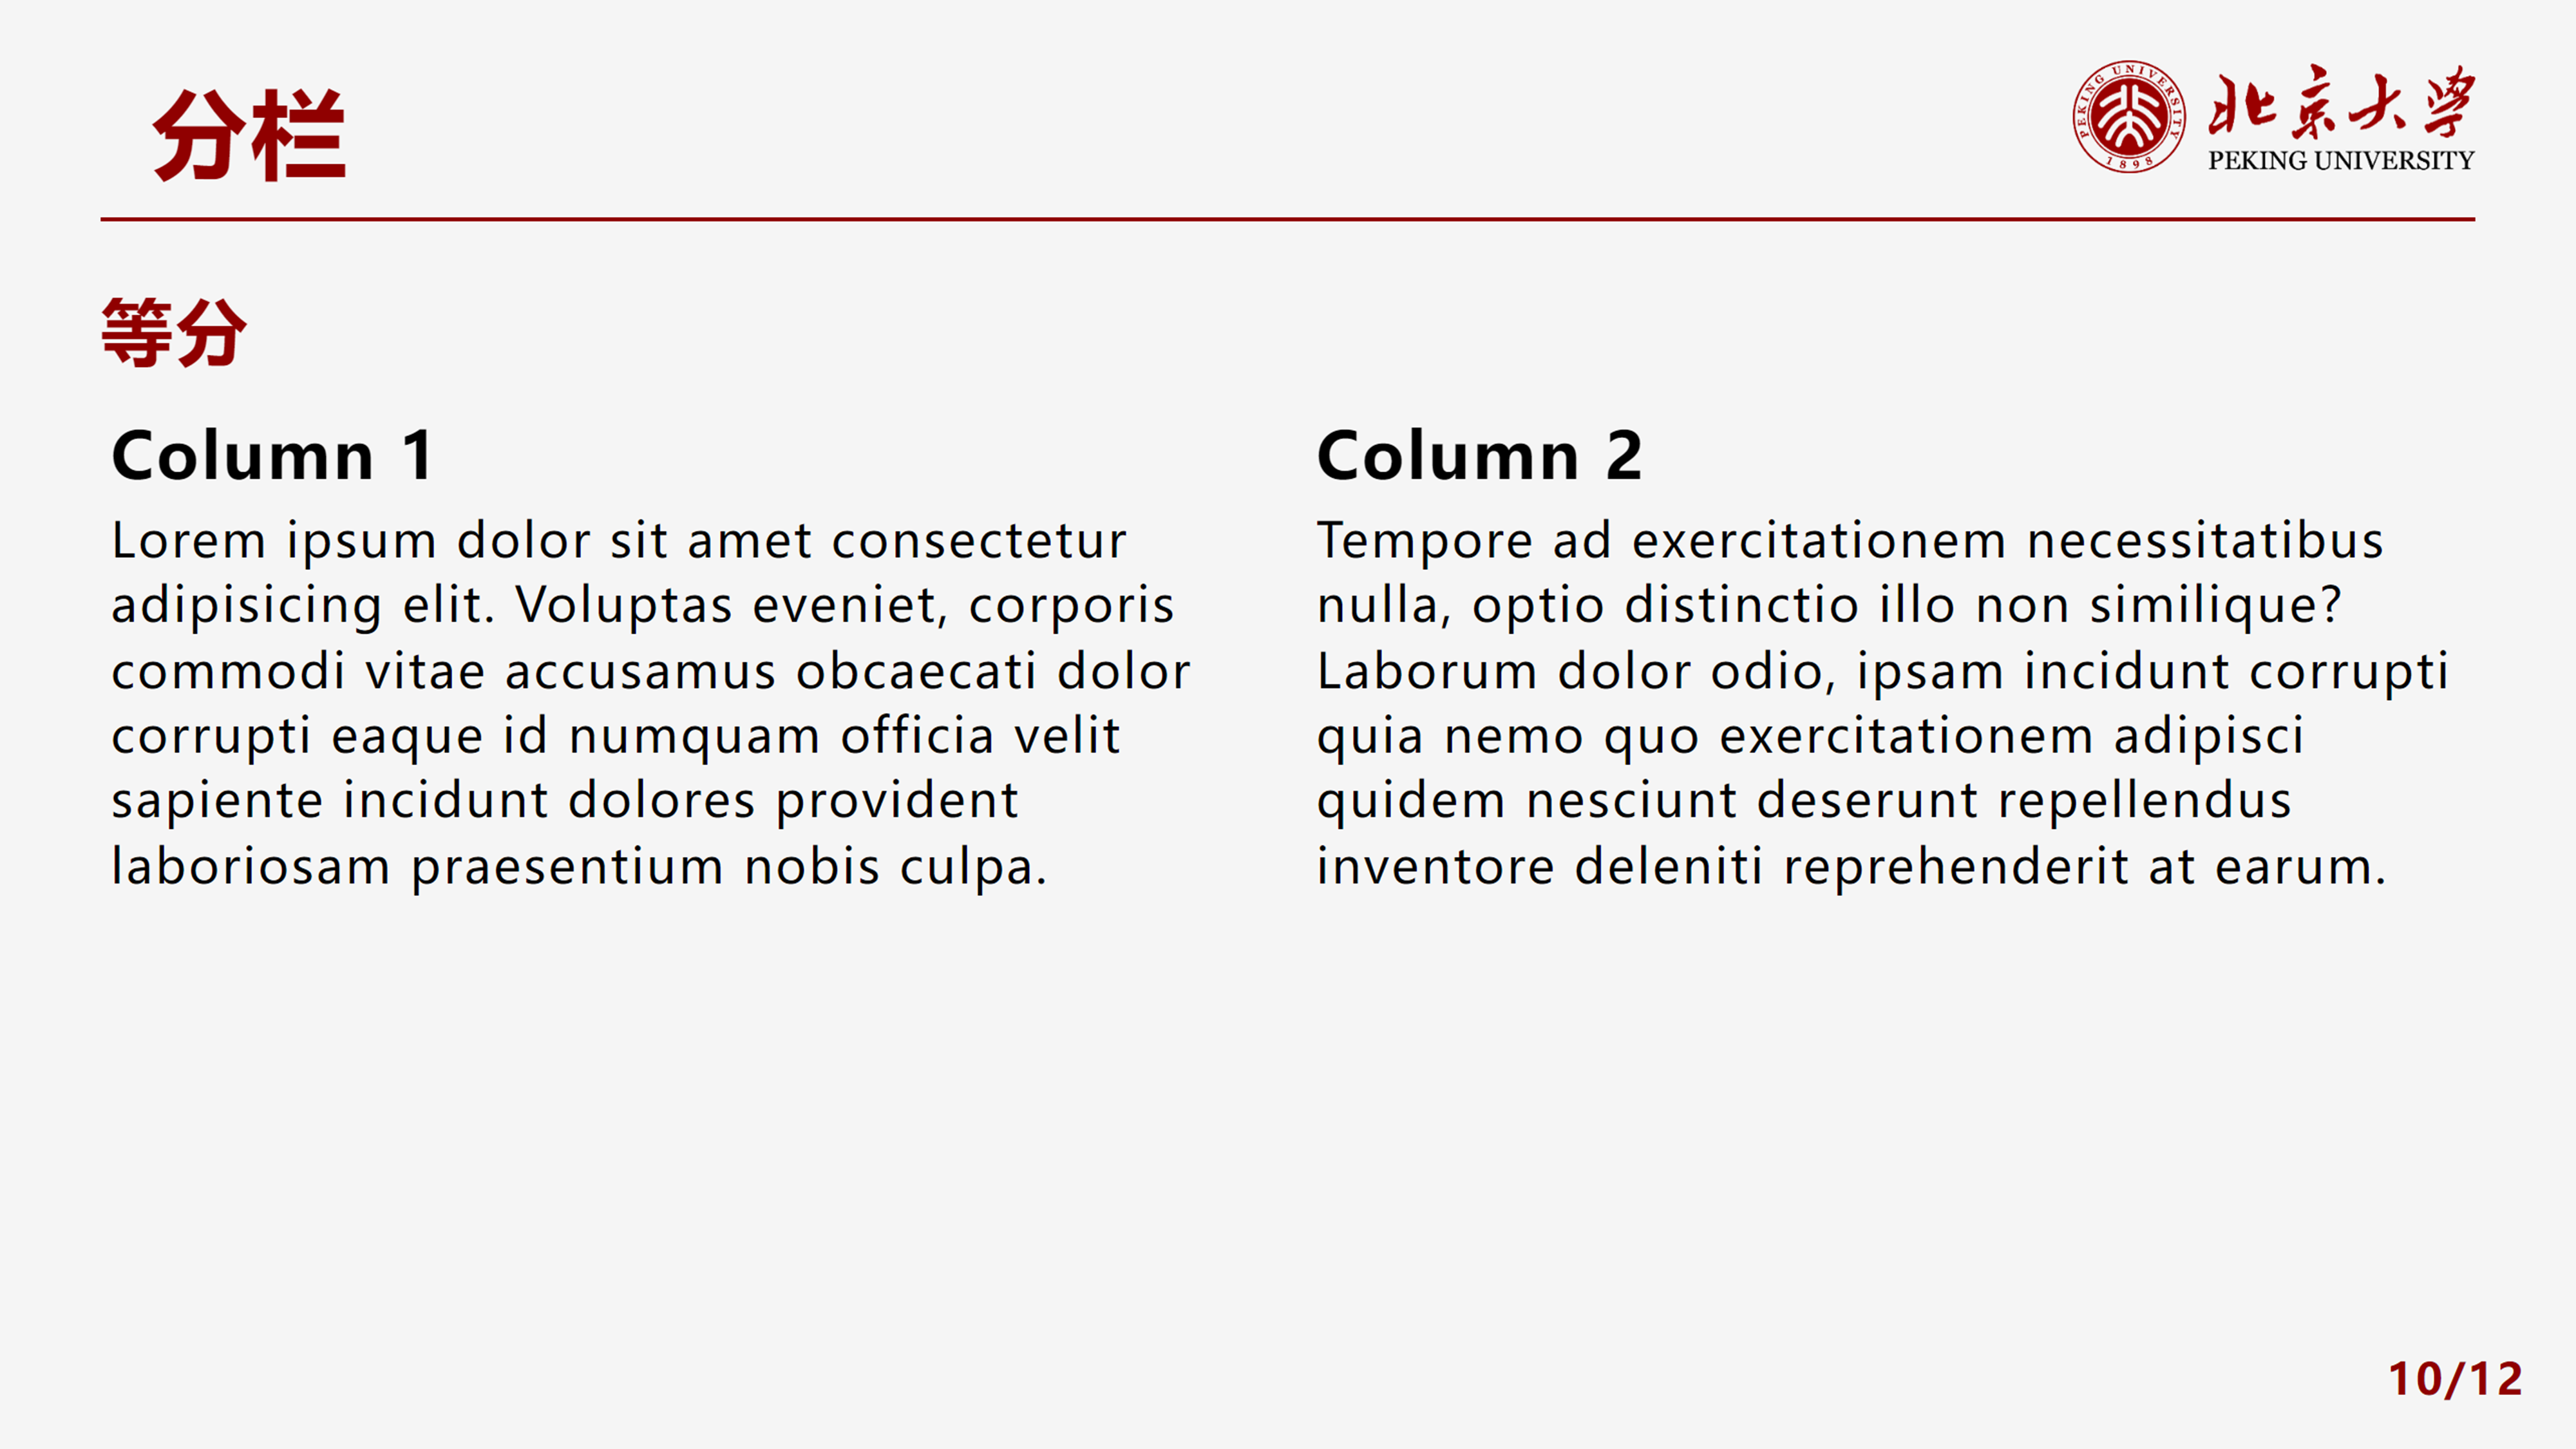 分栏
PEKING UNIVERSITY
1898
北京大学
PEKING UNIVERSITY
等分
Column 1
Lorem ipsum dolor sit amet consectetur
adipisicing elit. Voluptas eveniet, corporis
commodi vitae accusamus obcaecati dolor
corrupti eaque id numquam officia velit
sapiente incidunt dolores provident
laboriosam praesentium nobis culpa.
Column 2
Tempore ad exercitationem necessitatibus
nulla, optio distinctio illo non similique?
Laborum dolor odio, ipsam incidunt corrupti
quia nemo quo exercitationem adipisci
quidem nesciunt deserunt repellendus
inventore deleniti reprehenderit at earum.
10/12